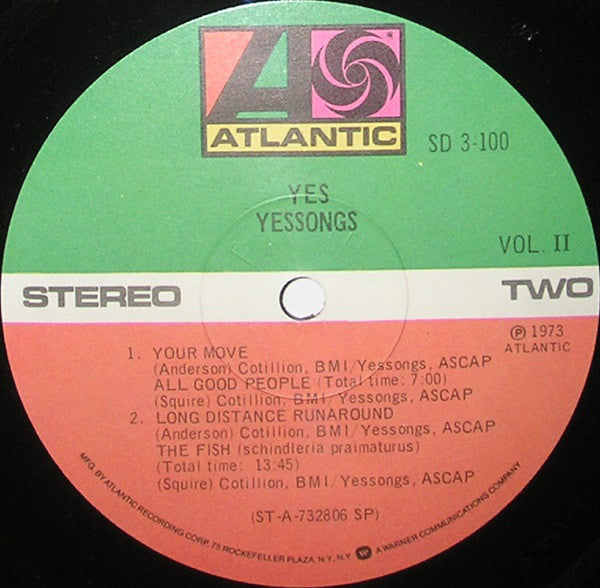 ATLANTIC
SD 3-100
YES
YESSONGS
VOL. II
STEREO
TWO
Ⓟ 1973
ATLANTIC
1. YOUR MOVE
(Anderson) Cotillion, BMI/Yessongs, ASCAP
ALL GOOD PEOPLE (Total time: 7:00)
(Squire) Cotillion, BMI/Yessongs, ASCAP
2. LONG DISTANCE RUNAROUND
(Anderson) Cotillion, BMI/Yessongs, ASCAP
THE FISH (schindleria praimaturus)
(Total time: 13:45)
(Squire) Cotillion, BMI/Yessongs, ASCAP
(ST-A-732806 SP)
MFG. BY ATLANTIC RECORDING CORP. 75 ROCKEFELLER PLAZA, N.Y., N.Y. A WARNER COMMUNICATIONS COMPANY